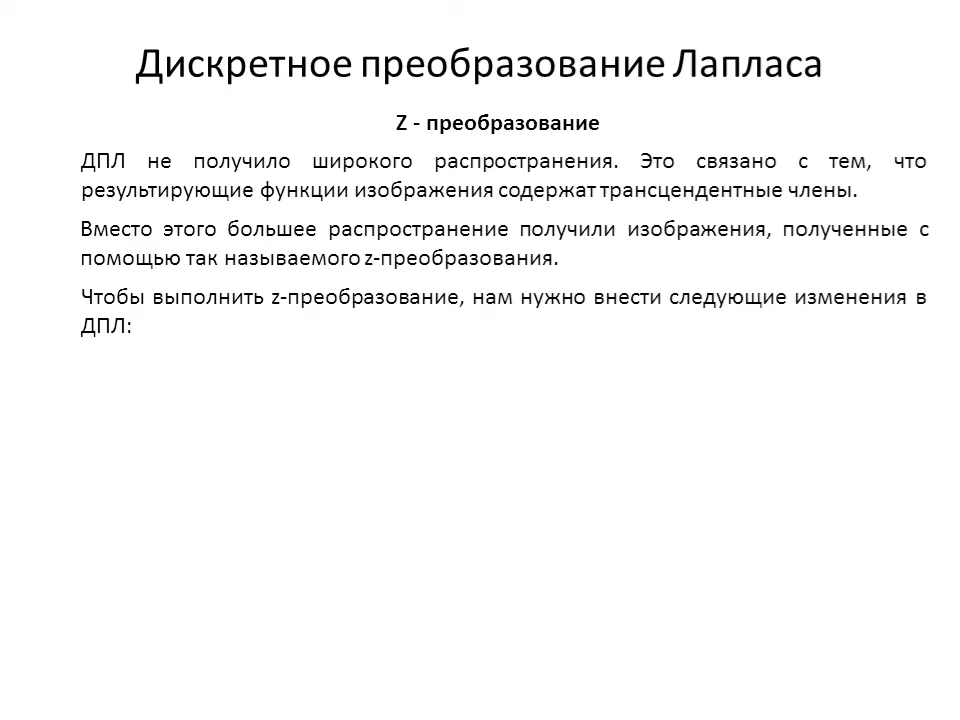 Дискретное преобразование Лапласа
Z - преобразование
ДПЛ не получило широкого распространения. Это связано с тем, что
результирующие функции изображения содержат трансцендентные члены.
Вместо этого большее распространение получили изображения, полученные с
помощью так называемого z-преобразования.
Чтобы выполнить z-преобразование, нам нужно внести следующие изменения в
ДПЛ: